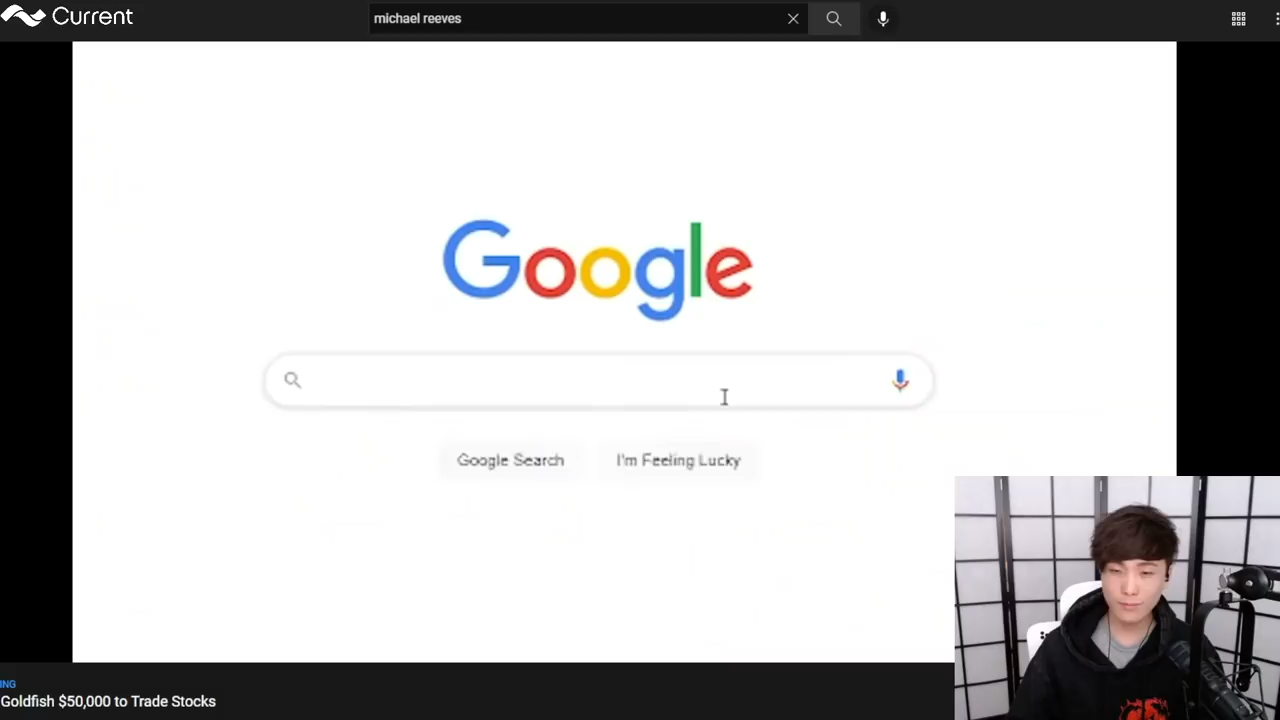 Current
michael reeves
Google
Google Search
I'm Feeling Lucky
ING
Goldfish $50,000 to Trade Stocks